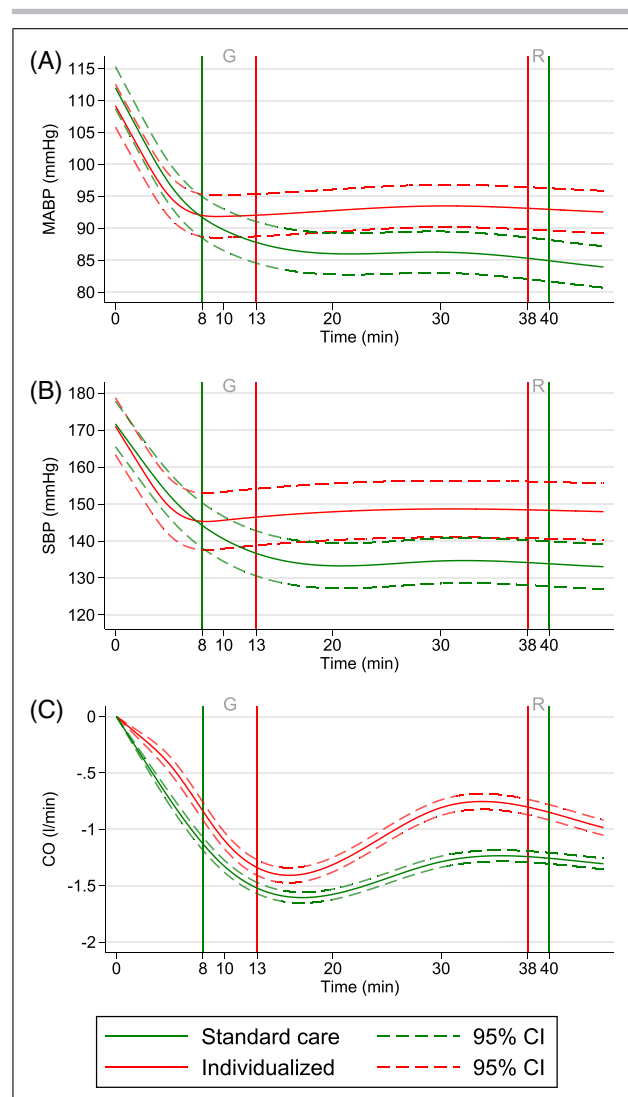 (A)
G
R
MABP (mmHg)
115
110
105
100
95
90
85
80
0
8
10
13
20
30
38
40
Time (min)
(B)
G
R
SBP (mmHg)
180
170
160
150
140
130
120
0
8
10
13
20
30
38
40
Time (min)
(C)
G
R
CO (l/min)
0
-.5
-1
-1.5
-2
0
8
10
13
20
30
38
40
Time (min)
Standard care 95% CI
Individualized 95% CI